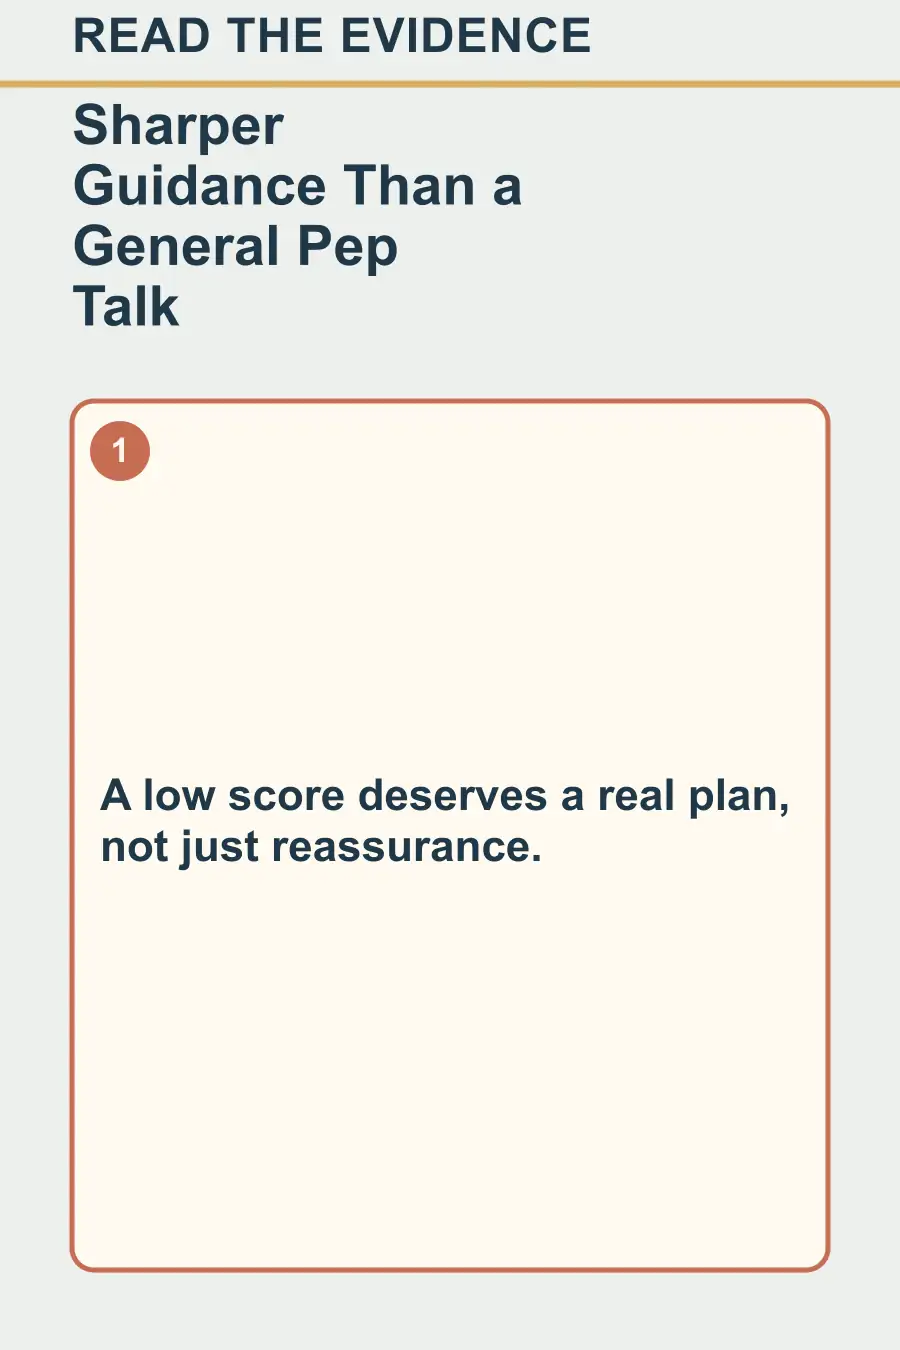 READ THE EVIDENCE
Sharper
Guidance Than a
General Pep
Talk
1
A low score deserves a real plan,
not just reassurance.